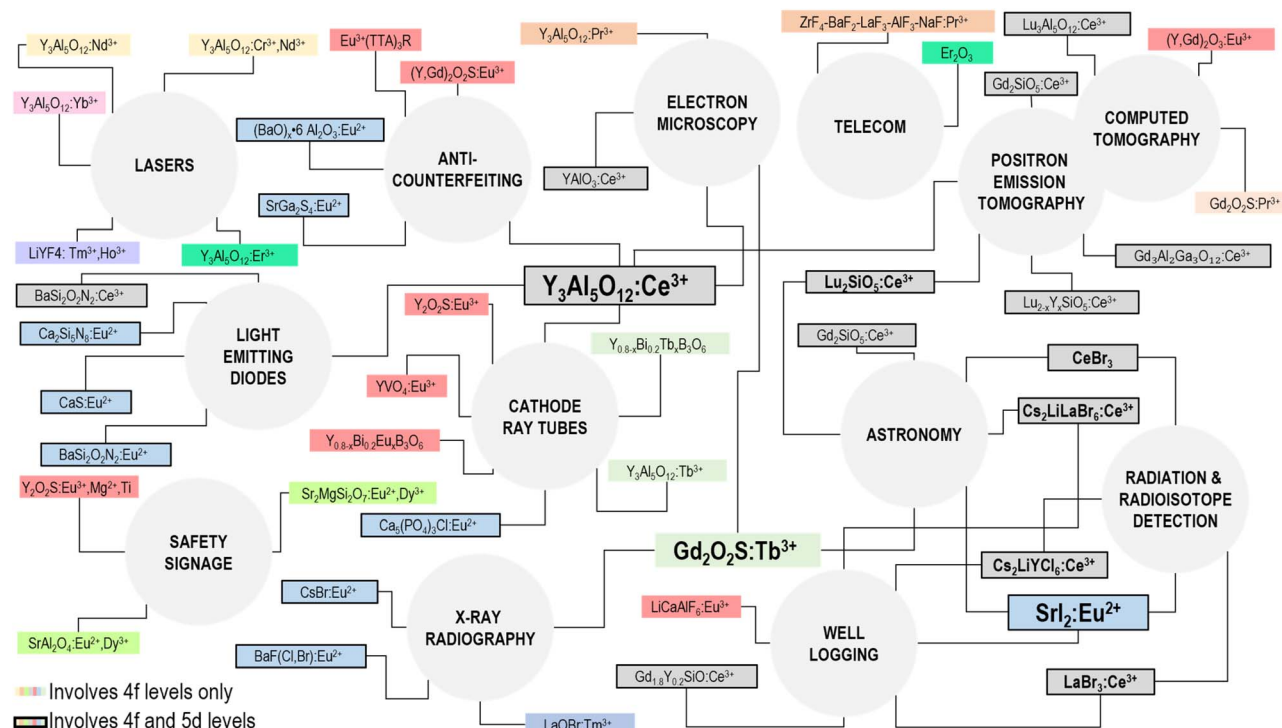 Y₃Al₅O₁₂:Nd³⁺
Y₃Al₅O₁₂:Cr³⁺,Nd³⁺
Eu³⁺(TTA)₃R
(Y,Gd)₂O₂S:Eu³⁺
Y₃Al₅O₁₂:Pr³⁺
ZrF₄-BaF₂-LaF₃-AlF₃-NaF:Pr³⁺
Er₂O₃
Lu₃Al₅O₁₂:Ce³⁺
(Y,Gd)₂O₃:Eu³⁺
Gd₂SiO₅:Ce³⁺
Y₃Al₅O₁₂:Yb³⁺
(BaO)ₓ•6 Al₂O₃:Eu²⁺
SrGa₂S₄:Eu²⁺
LASERS
ANTI-
COUNTERFEITING
ELECTRON
MICROSCOPY
YAlO₃:Ce³⁺
TELECOM
POSITRON
EMISSION
TOMOGRAPHY
COMPUTED
TOMOGRAPHY
Gd₂O₂S:Pr³⁺
LiYF4: Tm³⁺,Ho³⁺
Y₃Al₅O₁₂:Er³⁺
Gd₃Al₂Ga₃O₁₂:Ce³⁺
BaSi₂O₂N₂:Ce³⁺
Y₃Al₅O₁₂:Ce³⁺
Lu₂SiO₅:Ce³⁺
Lu₂₋ₓYₓSiO₅:Ce³⁺
Ca₂Si₅N₈:Eu²⁺
LIGHT
EMITTING
DIODES
Y₂O₂S:Eu³⁺
Y₀.₈₋ₓBi₀.₂TbₓB₃O₆
Gd₂SiO₅:Ce³⁺
CeBr₃
CaS:Eu²⁺
YVO₄:Eu³⁺
CATHODE
RAY TUBES
ASTRONOMY
Cs₂LiLaBr₆:Ce³⁺
BaSi₂O₂N₂:Eu²⁺
Y₀.₈₋ₓBi₀.₂EuₓB₃O₆
Y₃Al₅O₁₂:Tb³⁺
RADIATION &
RADIOISOTOPE
DETECTION
Y₂O₂S:Eu³⁺,Mg²⁺,Ti
Sr₂MgSi₂O₇:Eu²⁺,Dy³⁺
Ca₅(PO₄)₃Cl:Eu²⁺
SAFETY
SIGNAGE
Gd₂O₂S:Tb³⁺
Cs₂LiYCl₆:Ce³⁺
CsBr:Eu²⁺
X-RAY
RADIOGRAPHY
LiCaAlF₆:Eu³⁺
WELL
LOGGING
SrI₂:Eu²⁺
SrAl₂O₄:Eu²⁺,Dy³⁺
BaF(Cl,Br):Eu²⁺
Gd₁.₈Y₀.₂SiO:Ce³⁺
LaBr₃:Ce³⁺
Involves 4f levels only
Involves 4f and 5d levels
LaOBr:Tm³⁺